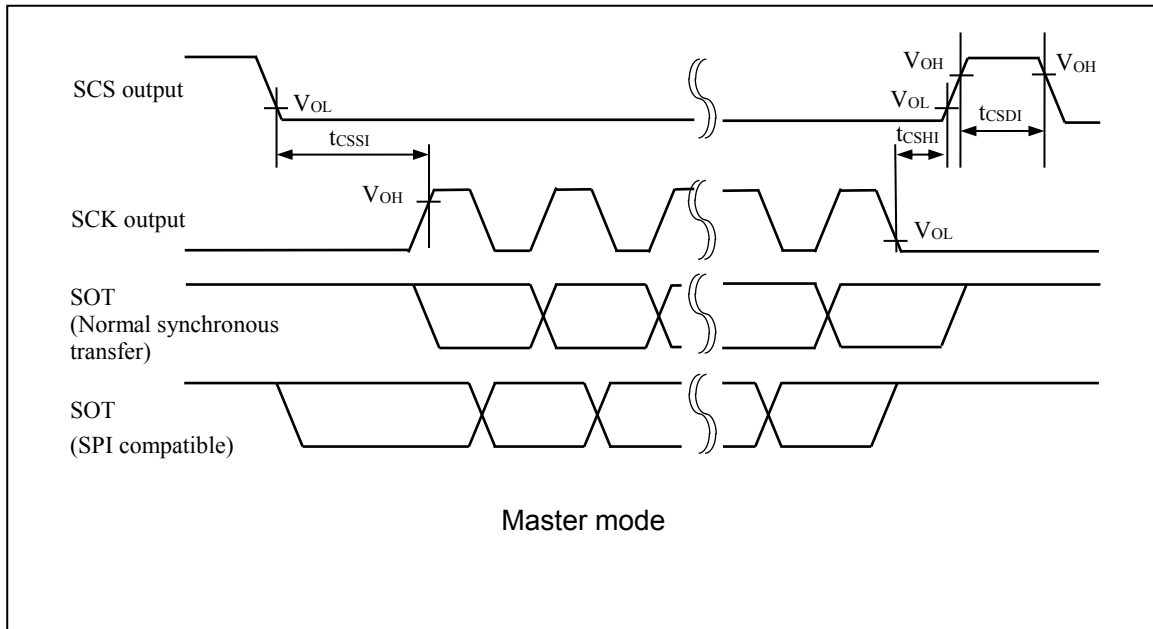 SCS output
VOL
tCSSI
VOH
VOL
tCSHI
VOH
tCSDI
SCK output
VOH
VOL
SOT
(Normal synchronous
transfer)
SOT
(SPI compatible)
Master mode